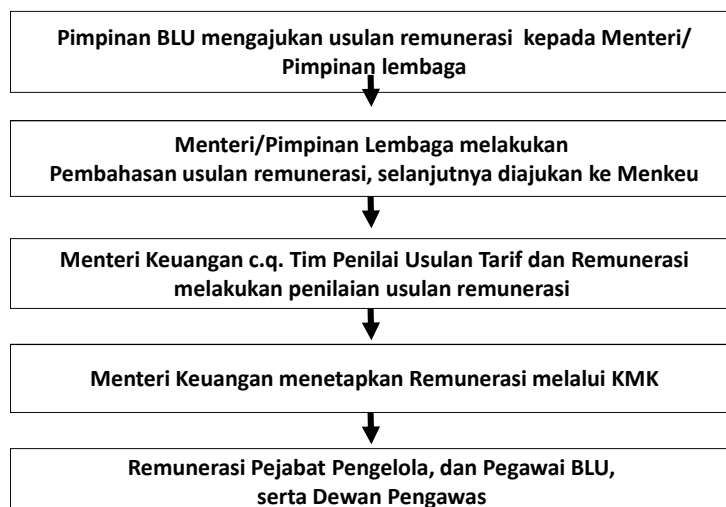 Pimpinan BLU mengajukan usulan remunerasi kepada Menteri/
Pimpinan lembaga
Menteri/Pimpinan Lembaga melakukan
Pembahasan usulan remunerasi, selanjutnya diajukan ke Menkeu
Menteri Keuangan c.q. Tim Penilai Usulan Tarif dan Remunerasi
melakukan penilaian usulan remunerasi
Menteri Keuangan menetapkan Remunerasi melalui KMK
Remunerasi Pejabat Pengelola, dan Pegawai BLU,
serta Dewan Pengawas